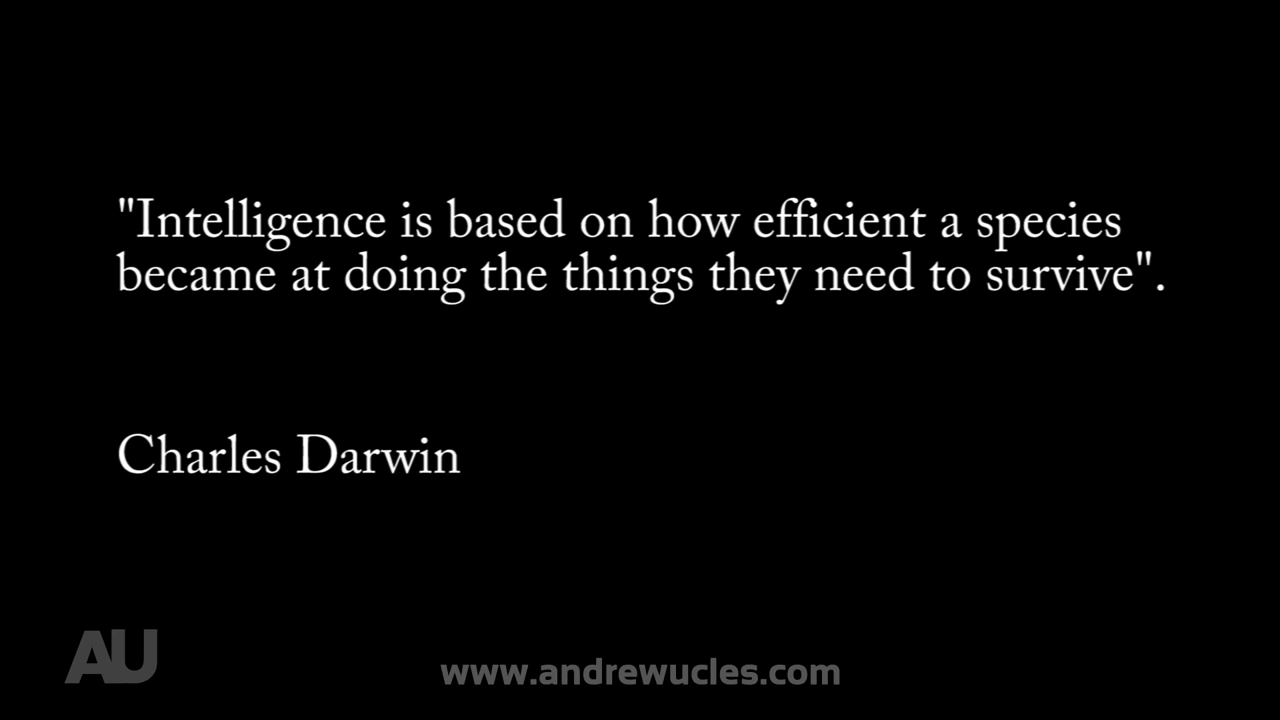 "Intelligence is based on how efficient a species
became at doing the things they need to survive".
Charles Darwin
AU
www.andrewucles.com